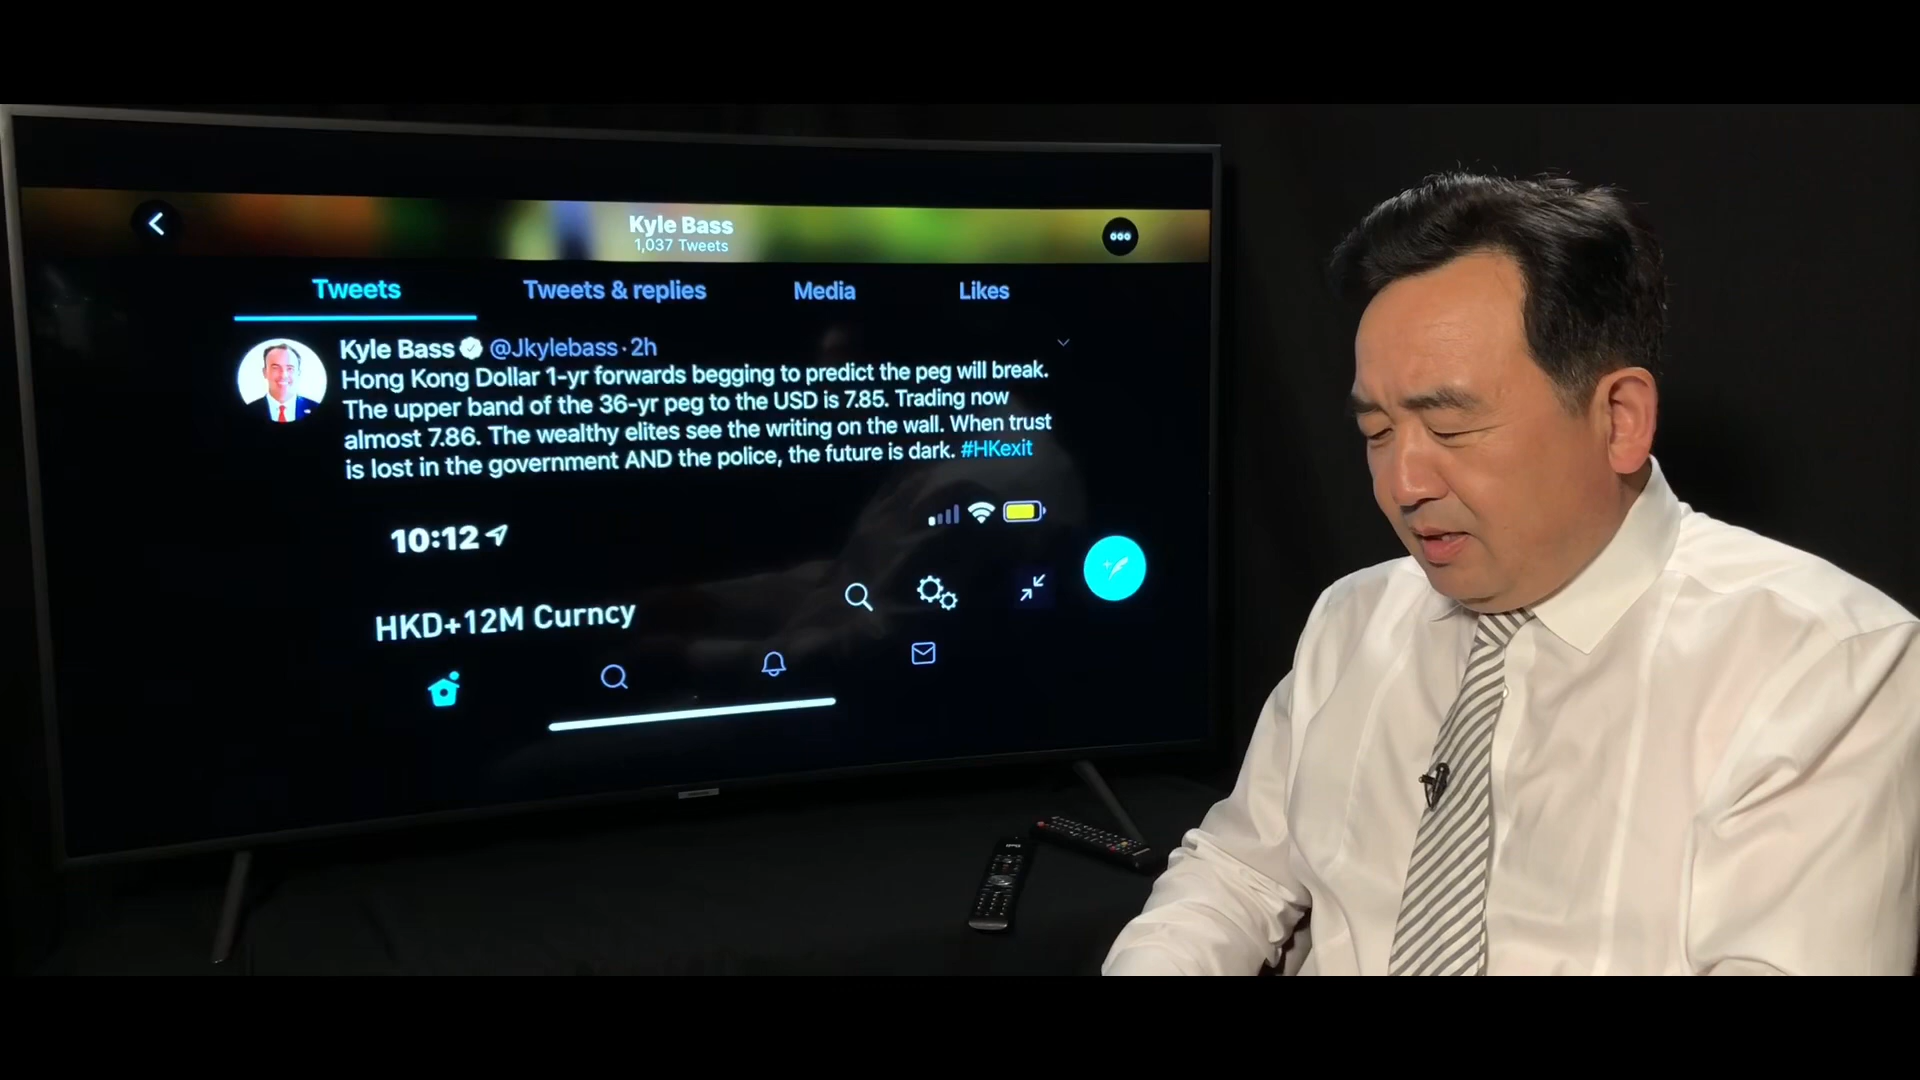 Kyle Bass
1,037 Tweets
Tweets Tweets & replies Media Likes
Kyle Bass @Jkylebass · 2h
Hong Kong Dollar 1-yr forwards begging to predict the peg will break.
The upper band of the 36-yr peg to the USD is 7.85. Trading now
almost 7.86. The wealthy elites see the writing on the wall. When trust
is lost in the government AND the police, the future is dark. #HKexit
10:12
HKD+12M Curncy